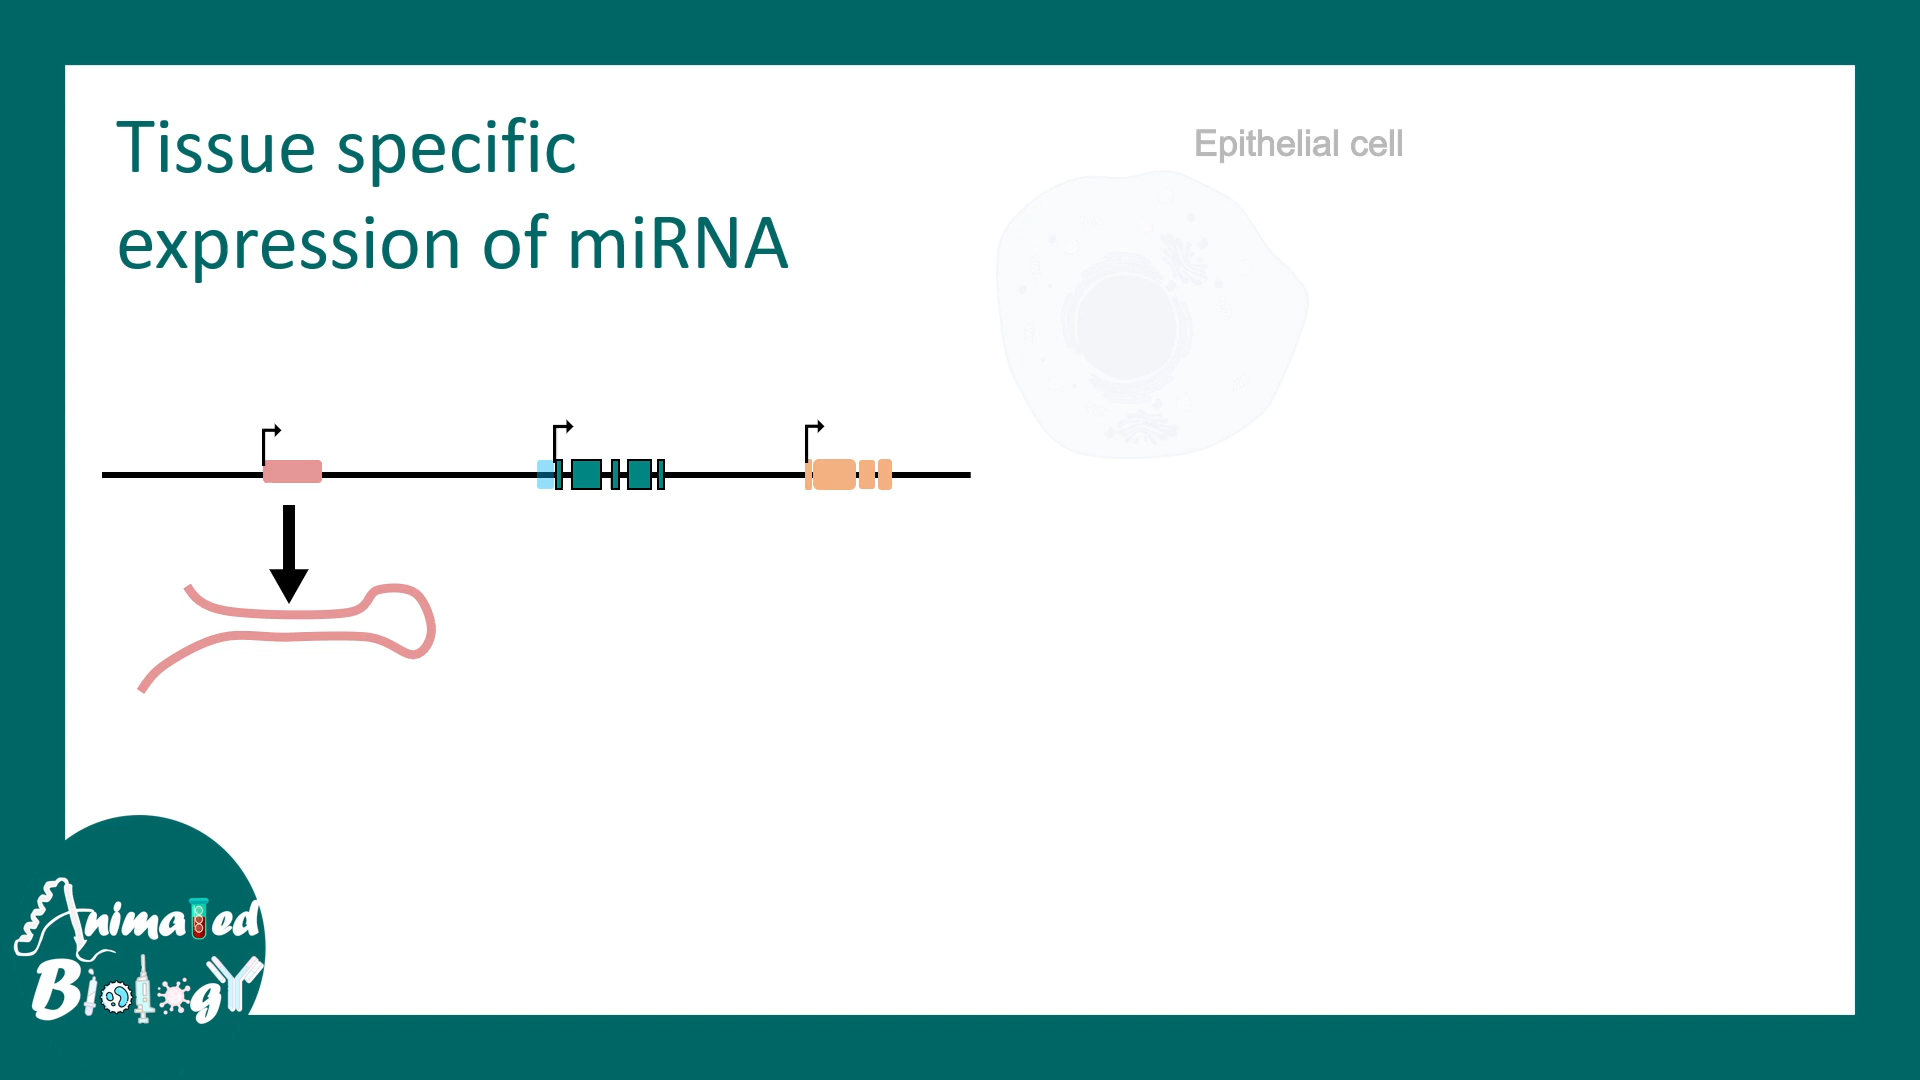 Tissue specific
expression of miRNA
Epithelial cell
Animated
Biology